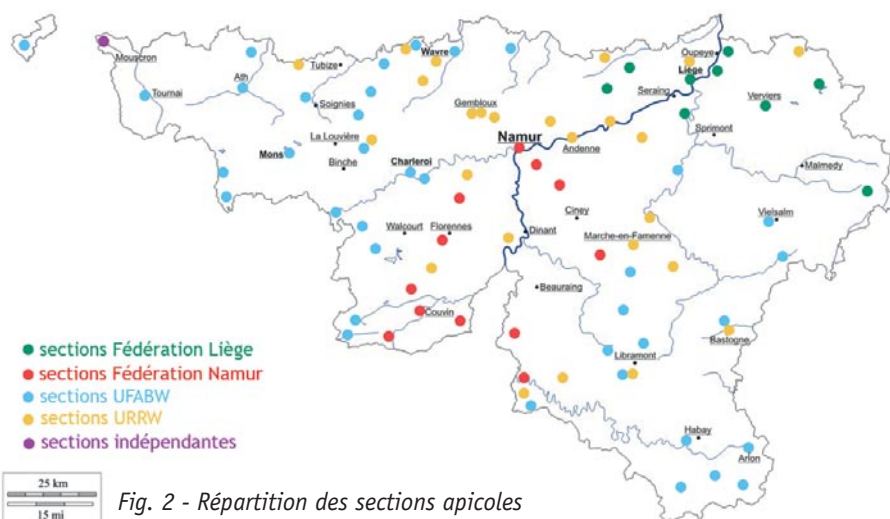 Mouscron
Tournai
Ath
Tubize
Wavre
Soignies
Gembloux
Oupeye
Liège
Seraing
Verviers
La Louvière
Mons
Binche
Charleroi
Namur
Andenne
Sprimont
Malmedy
Walcourt
Florennes
Ciney
Dinant
Marche-en-Famenne
Vielsalm
Beauraing
Couvin
Bastogne
Libramont
Habay
Arlon
sections Fédération Liège
sections Fédération Namur
sections UFABW
sections URRW
sections indépendantes
25 km
15 mi
Fig. 2 - Répartition des sections apicoles